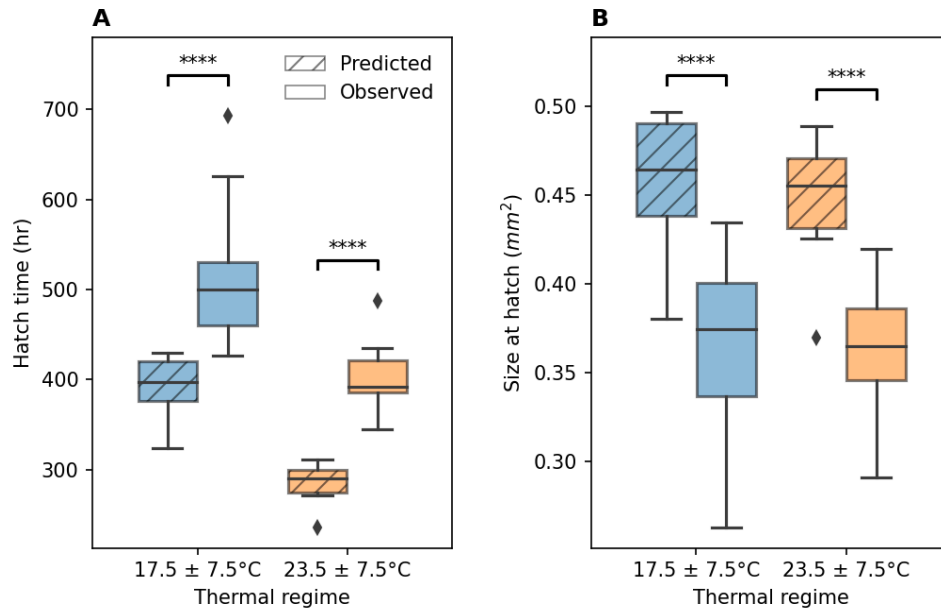 A
****
Predicted
Observed
****
700
600
500
400
300
Hatch time (hr)
17.5 ± 7.5°C
23.5 ± 7.5°C
Thermal regime
B
****
****
0.50
0.45
0.40
0.35
0.30
Size at hatch (mm²)
17.5 ± 7.5°C
23.5 ± 7.5°C
Thermal regime